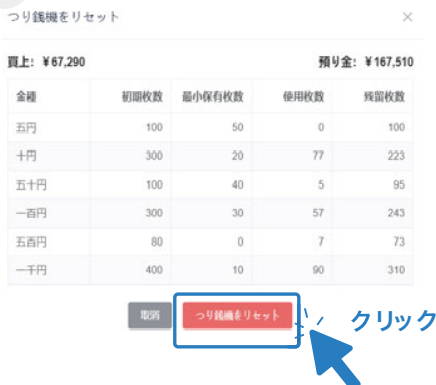 つり銭機をリセット ×
買上: ¥67,290 預り金: ¥167,510
金種 初期枚数 最小保有枚数 使用枚数 残留枚数
五円 100 50 0 100
十円 300 20 77 223
五十円 100 40 5 95
一百円 300 30 57 243
五百円 80 0 7 73
一千円 400 10 90 310
取消 つり銭機をリセット クリック